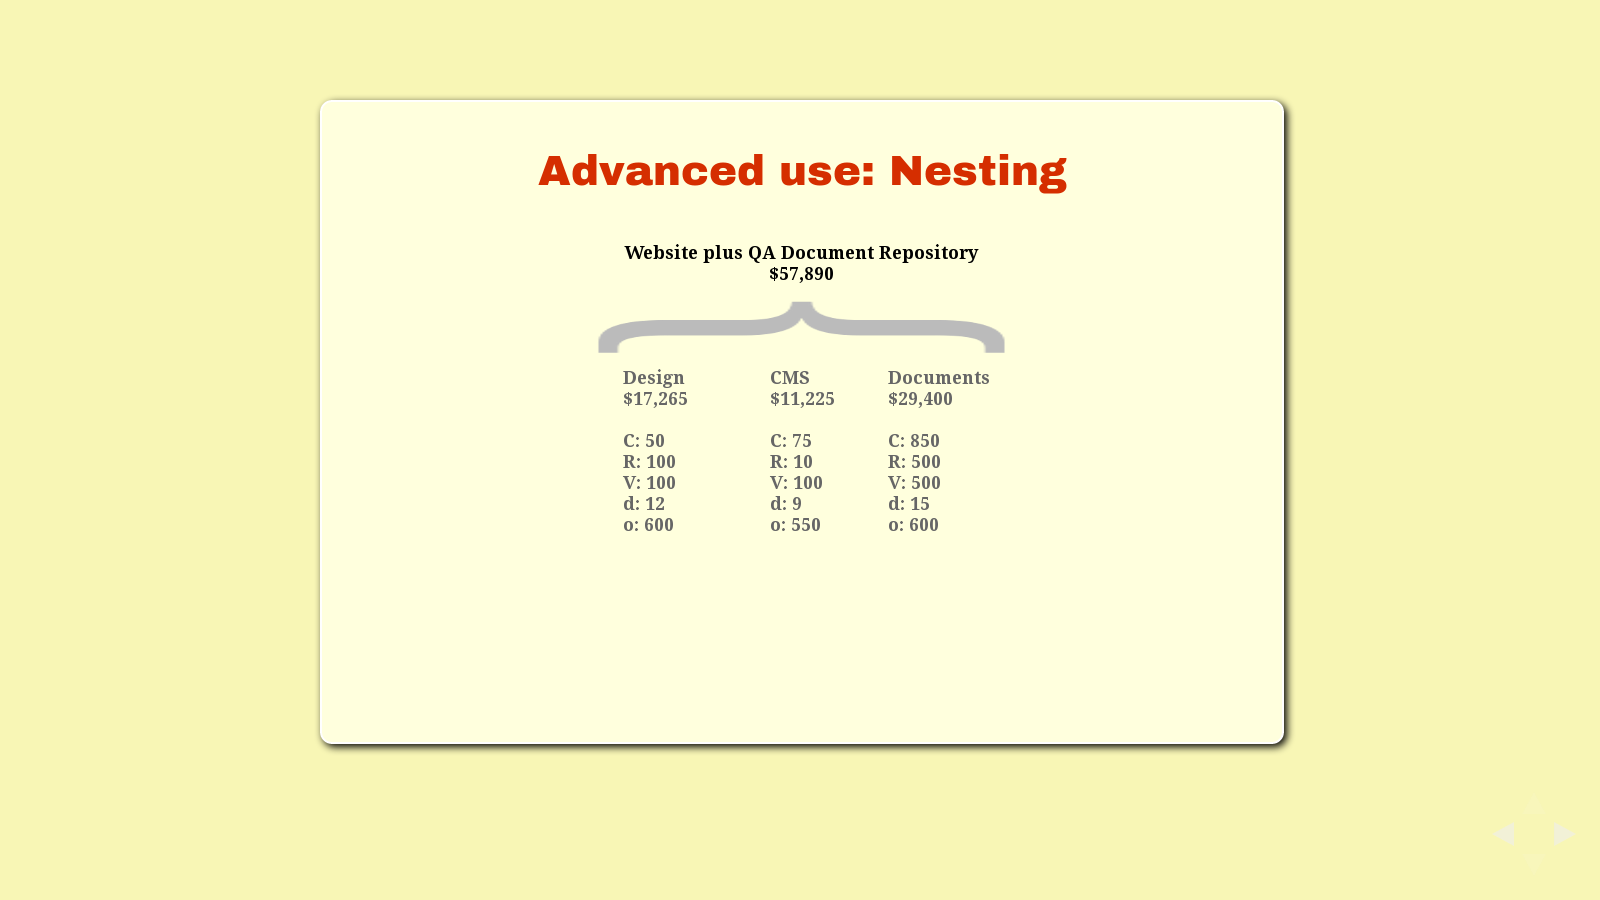 Advanced use: Nesting
Website plus QA Document Repository
$57,890
Design
$17,265
C: 50
R: 100
V: 100
d: 12
o: 600
CMS
$11,225
C: 75
R: 10
V: 100
d: 9
o: 550
Documents
$29,400
C: 850
R: 500
V: 500
d: 15
o: 600